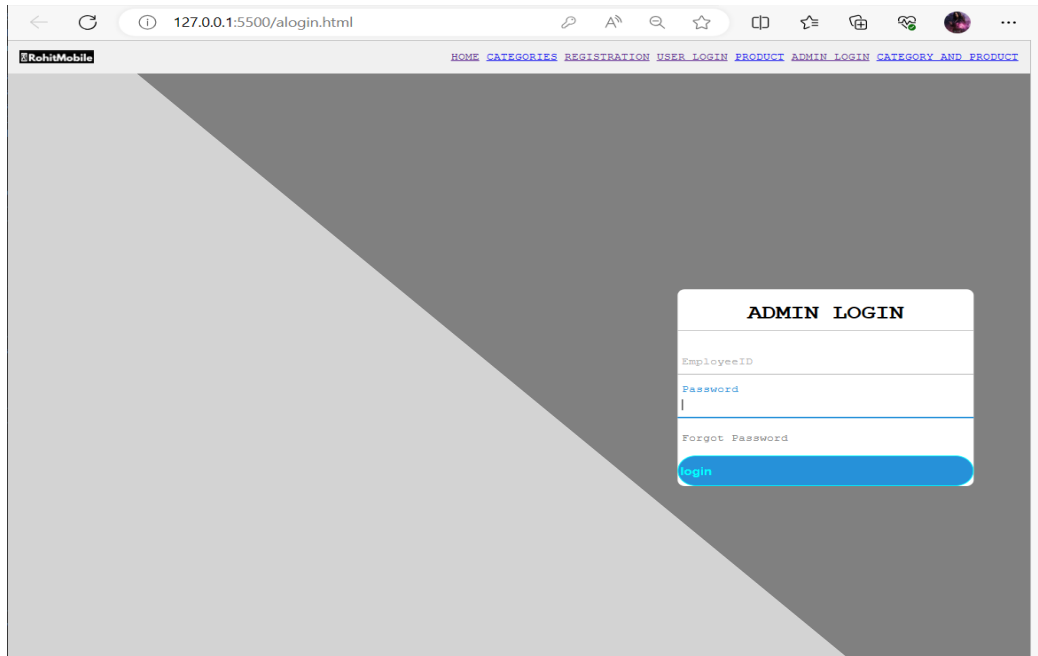 127.0.0.1:5500/alogin.html
RohitMobile
HOME CATEGORIES REGISTRATION USER LOGIN PRODUCT ADMIN LOGIN CATEGORY AND PRODUCT
ADMIN LOGIN
EmployeeID
Password
Forgot Password
login